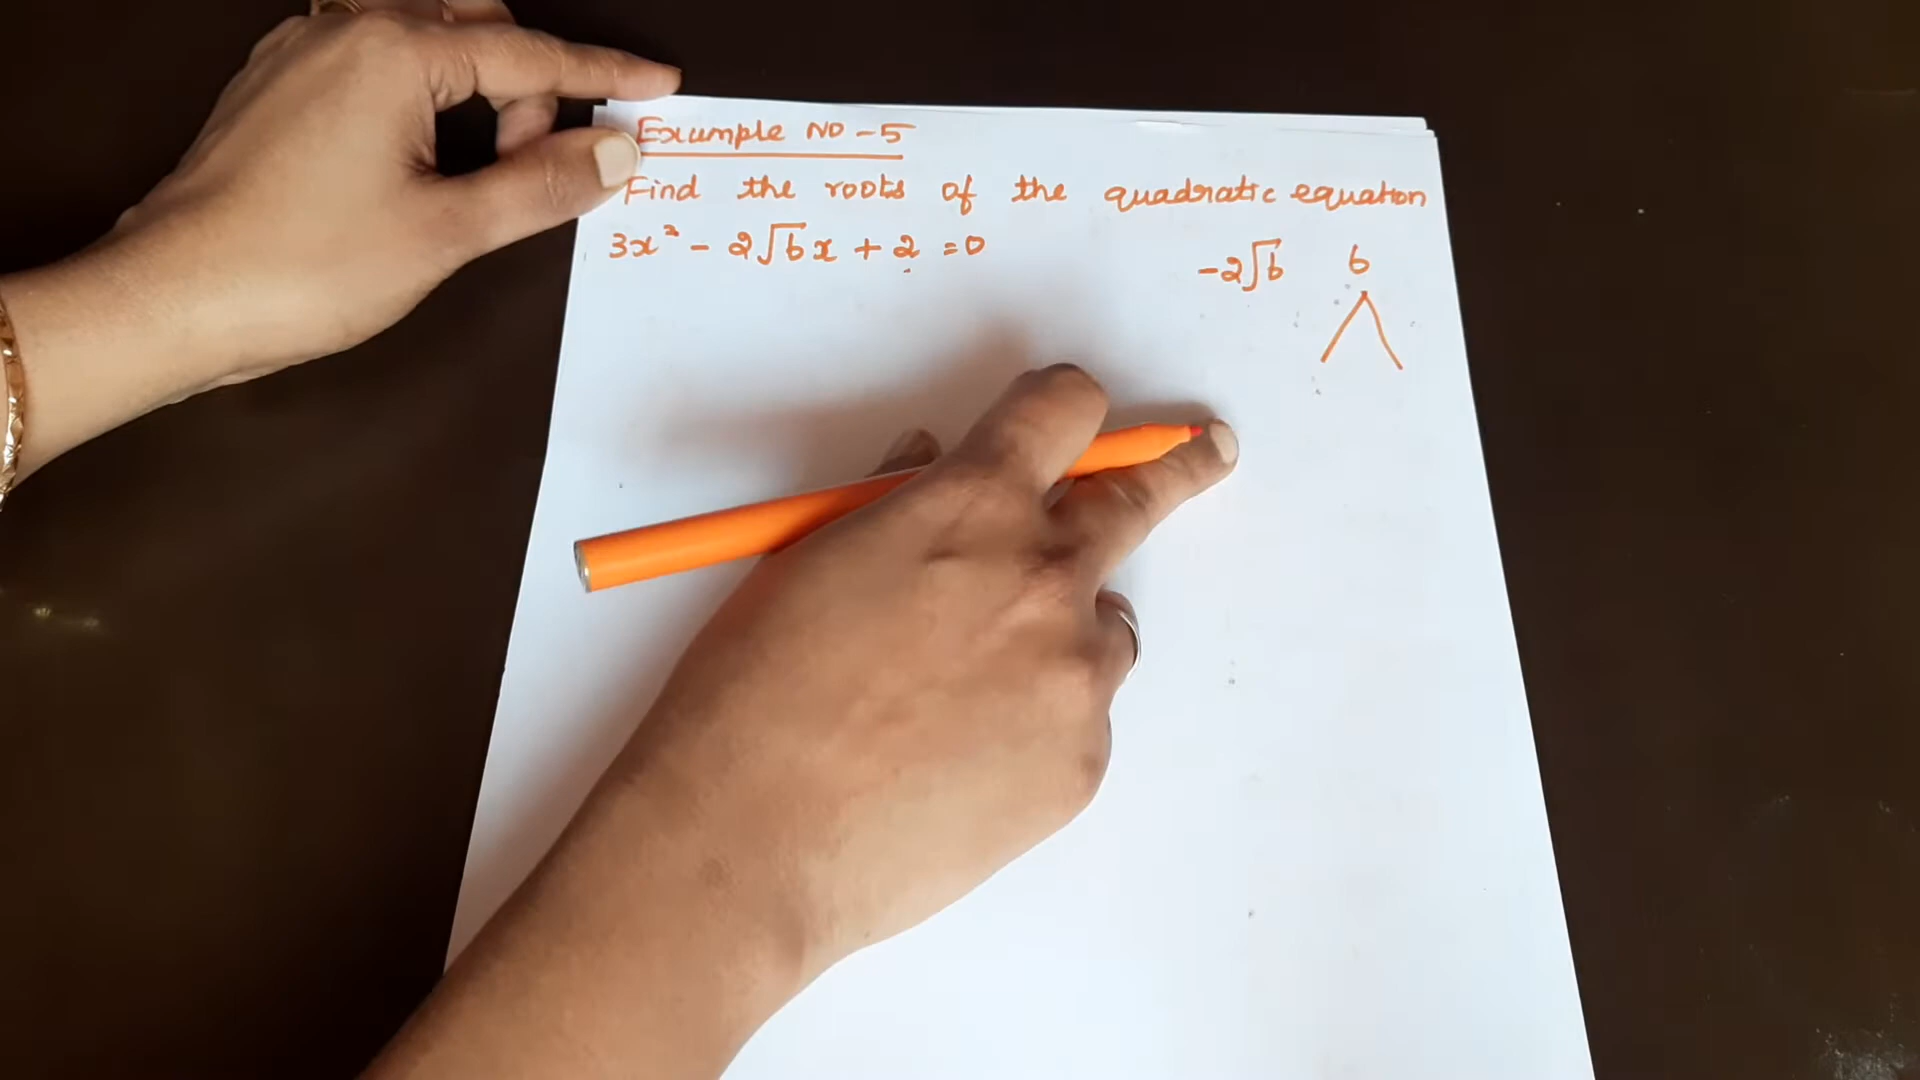 Example NO - 5
Find the roots of the quadratic equation
3x² - 2√6x + 2 = 0
-2√6 6